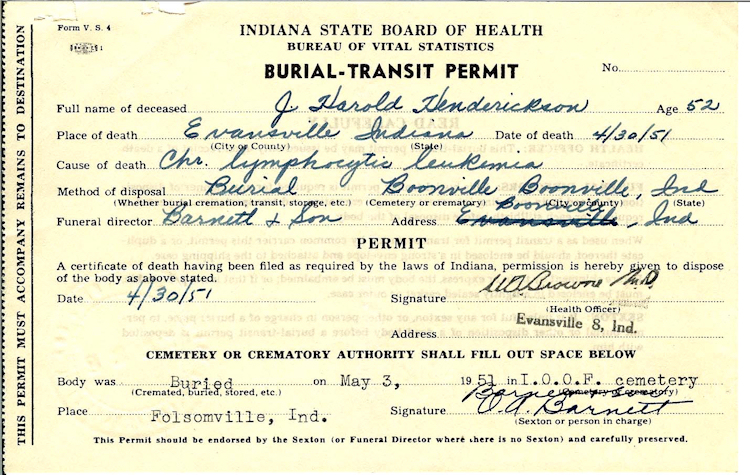 Form V. S. 4
INDIANA STATE BOARD OF HEALTH
BUREAU OF VITAL STATISTICS
BURIAL-TRANSIT PERMIT
No.
Full name of deceased J. Harold Henderickson Age 52
Place of death Evansville Indiana Date of death 4/30/51
(City or County) (State)
Cause of death Chr. lymphocytic leukemia
Method of disposal Burial Boonville Boonville, Ind
(Whether burial cremation, transit, storage, etc.) (Cemetery or crematory) (City or county) (State)
Boonville
Funeral director Barnett & Son Address Evansville, Ind
PERMIT
A certificate of death having been filed as required by the laws of Indiana, permission is hereby given to dispose
of the body as above stated.
Date 4/30/51 Signature Browne M.D.
(Health Officer)
Address Evansville 8, Ind.
CEMETERY OR CREMATORY AUTHORITY SHALL FILL OUT SPACE BELOW
Body was Buried on May 3, 1951 in I.O.O.F. cemetery
(Cremated, buried, stored, etc.) (Cemetery or crematory)
Barnett & Son
Place Folsomville, Ind. Signature O. A. Barnett
(Sexton or person in charge)
This Permit should be endorsed by the Sexton (or Funeral Director where there is no Sexton) and carefully preserved.
THIS PERMIT MUST ACCOMPANY REMAINS TO DESTINATION